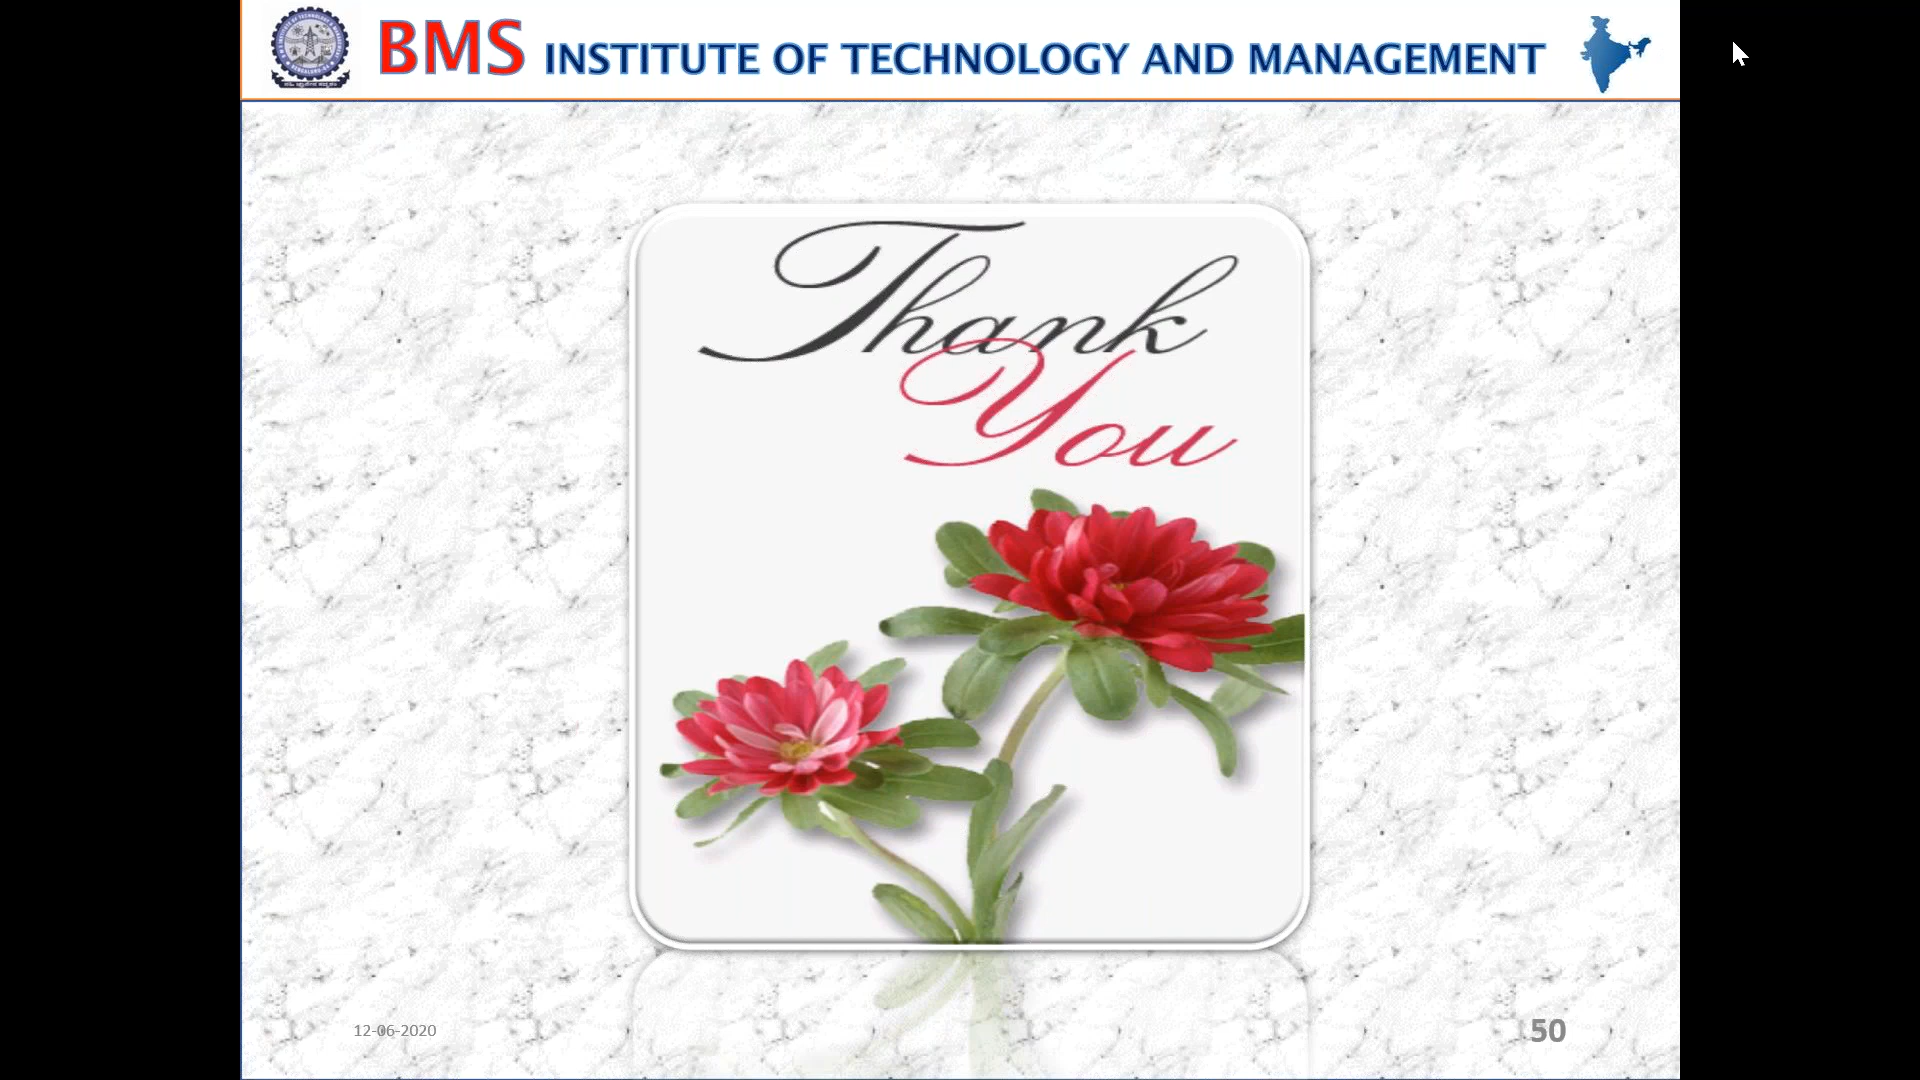 BMS INSTITUTE OF TECHNOLOGY AND MANAGEMENT
Thank
You
12-06-2020
50